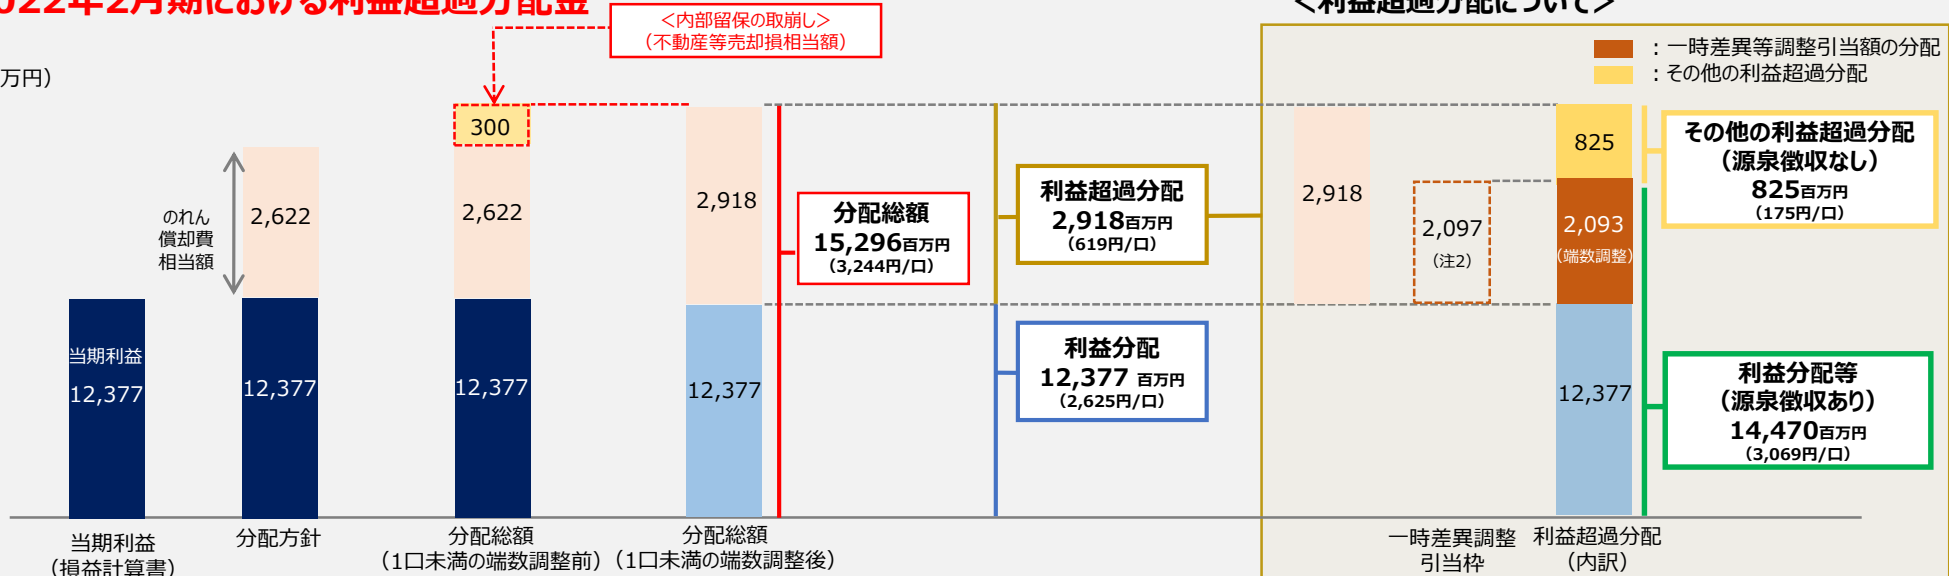 022年2月期における利益超過分配金
万円）
＜内部留保の取崩し＞
（不動産等売却損相当額）
＜利益超過分配について＞
：一時差異等調整引当額の分配
：その他の利益超過分配
のれん
償却費
相当額
当期利益
12,377
2,622
12,377
300
2,622
12,377
2,918
12,377
分配総額
15,296百万円
（3,244円/口）
利益超過分配
2,918百万円
（619円/口）
利益分配
12,377 百万円
（2,625円/口）
2,918
2,097
（注2）
825
2,093
（端数調整）
12,377
その他の利益超過分配
（源泉徴収なし）
825百万円
（175円/口）
利益分配等
（源泉徴収あり）
14,470百万円
（3,069円/口）
当期利益
（損益計算書）
分配方針
分配総額
（1口未満の端数調整前）
分配総額
（1口未満の端数調整後）
一時差異調整
引当枠
利益超過分配
（内訳）